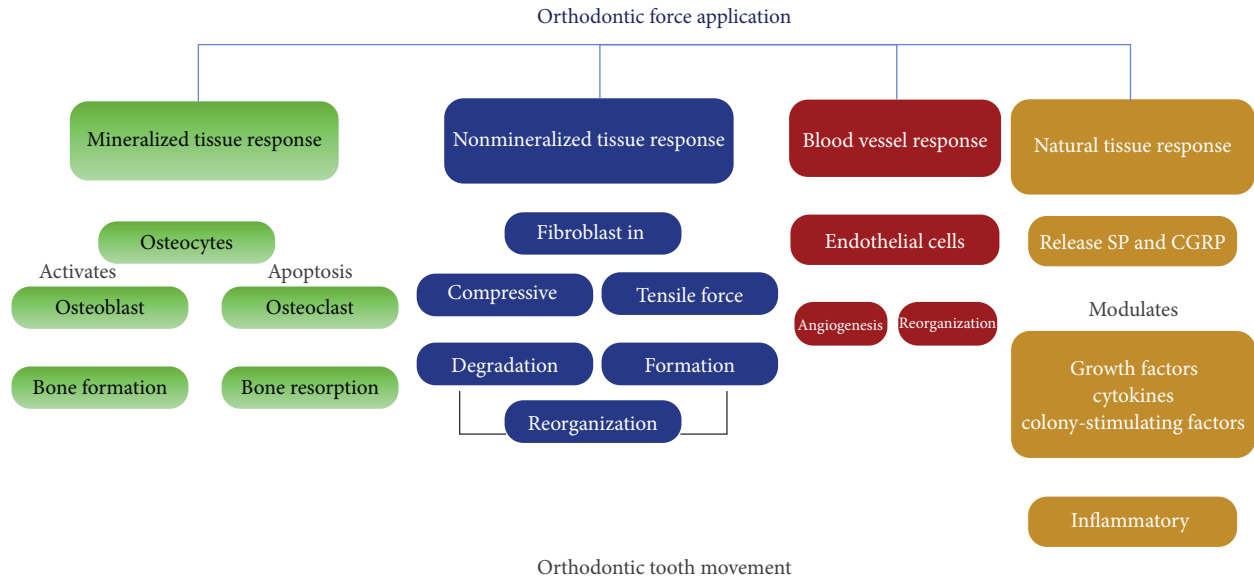 Orthodontic force application
Mineralized tissue response
Nonmineralized tissue response
Blood vessel response
Natural tissue response
Osteocytes
Activates
Apoptosis
Osteoblast
Osteoclast
Bone formation
Bone resorption
Fibroblast in
Compressive
Tensile force
Degradation
Formation
Reorganization
Endothelial cells
Angiogenesis
Reorganization
Release SP and CGRP
Modulates
Growth factors
cytokines
colony-stimulating factors
Inflammatory
Orthodontic tooth movement